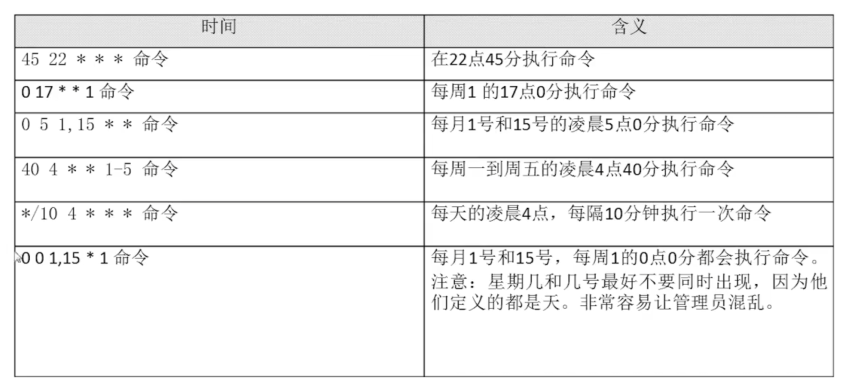 时间 含义
45 22 * * * 命令 在22点45分执行命令
0 17 * * 1 命令 每周1 的17点0分执行命令
0 5 1,15 * * 命令 每月1号和15号的凌晨5点0分执行命令
40 4 * * 1-5 命令 每周一到周五的凌晨4点40分执行命令
*/10 4 * * * 命令 每天的凌晨4点，每隔10分钟执行一次命令
0 0 1,15 * 1 命令 每月1号和15号，每周1的0点0分都会执行命令。
注意：星期几和几号最好不要同时出现，因为他
们定义的都是天。非常容易让管理员混乱。